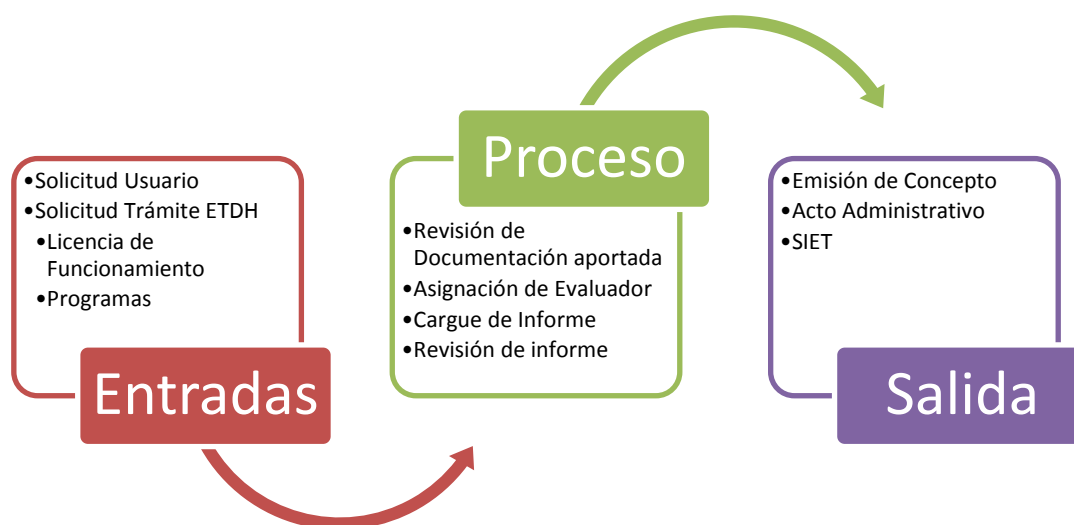 •Solicitud Usuario
•Solicitud Trámite ETDH
•Licencia de
Funcionamiento
•Programas
Entradas
Proceso
•Revisión de
Documentación aportada
•Asignación de Evaluador
•Cargue de Informe
•Revisión de informe
•Emisión de Concepto
•Acto Administrativo
•SIET
Salida